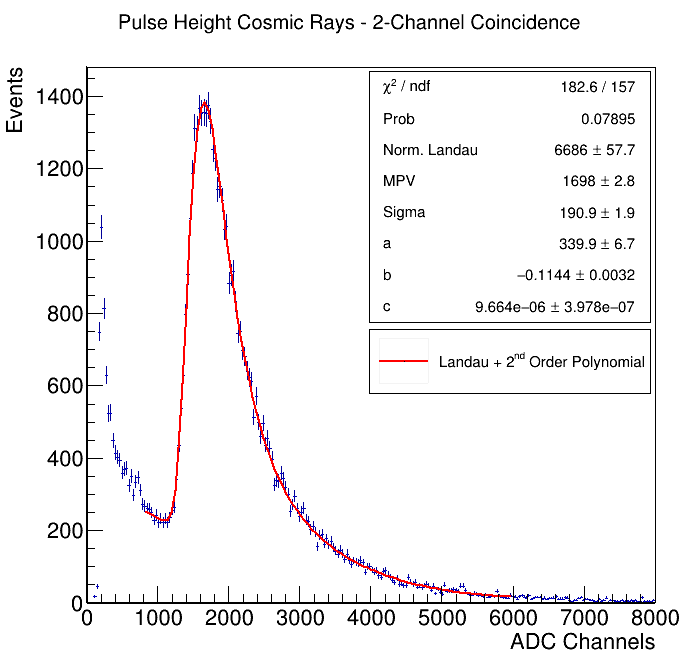 Pulse Height Cosmic Rays - 2-Channel Coincidence
Events
1400
1200
1000
800
600
400
200
0
χ² / ndf 182.6 / 157
Prob 0.07895
Norm. Landau 6686 ± 57.7
MPV 1698 ± 2.8
Sigma 190.9 ± 1.9
a 339.9 ± 6.7
b −0.1144 ± 0.0032
c 9.664e−06 ± 3.978e−07
Landau + 2nd Order Polynomial
0 1000 2000 3000 4000 5000 6000 7000 8000
ADC Channels